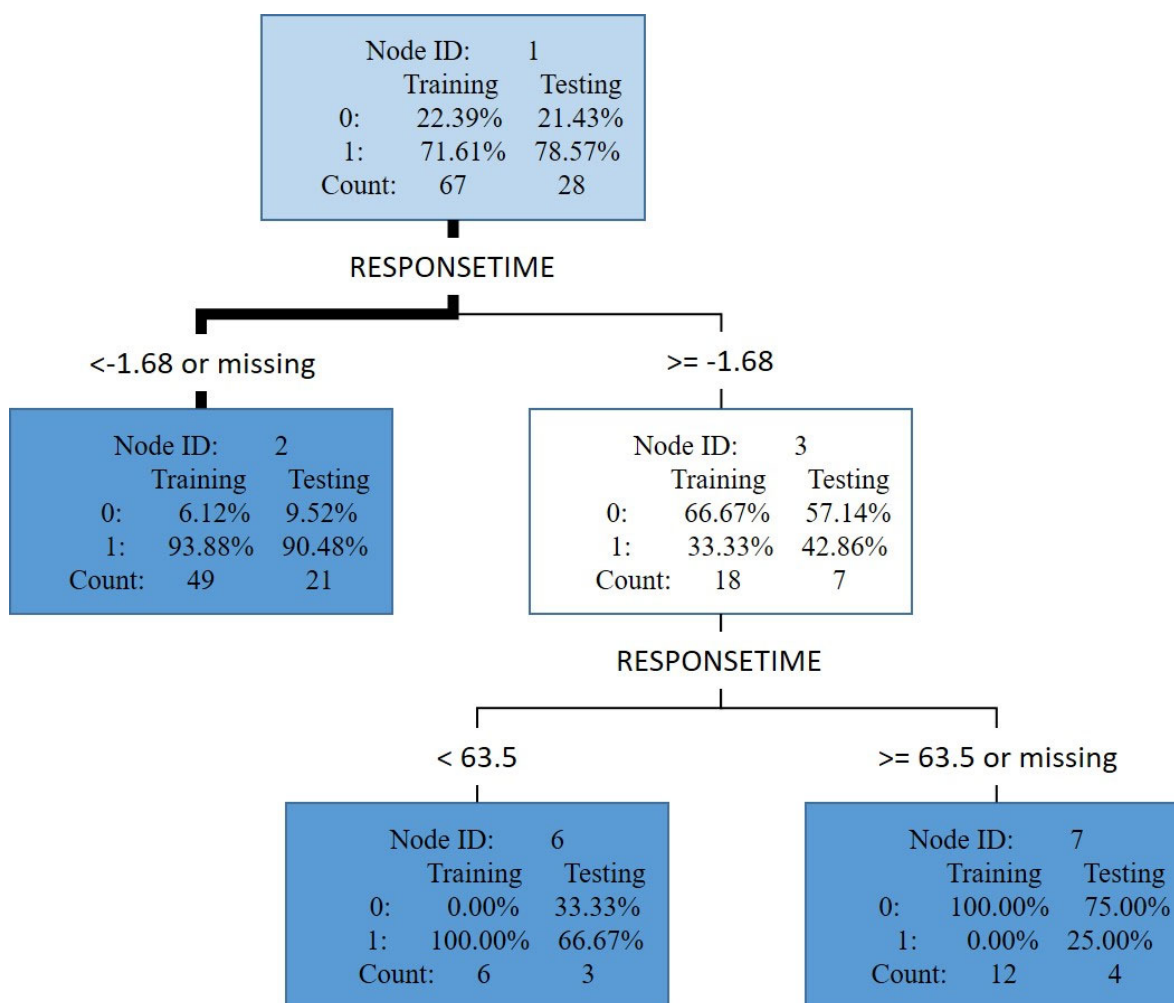 Node ID: 1
Training Testing
0: 22.39% 21.43%
1: 71.61% 78.57%
Count: 67 28
RESPONSETIME
<-1.68 or missing
>= -1.68
Node ID: 2
Training Testing
0: 6.12% 9.52%
1: 93.88% 90.48%
Count: 49 21
Node ID: 3
Training Testing
0: 66.67% 57.14%
1: 33.33% 42.86%
Count: 18 7
RESPONSETIME
< 63.5
>= 63.5 or missing
Node ID: 6
Training Testing
0: 0.00% 33.33%
1: 100.00% 66.67%
Count: 6 3
Node ID: 7
Training Testing
0: 100.00% 75.00%
1: 0.00% 25.00%
Count: 12 4